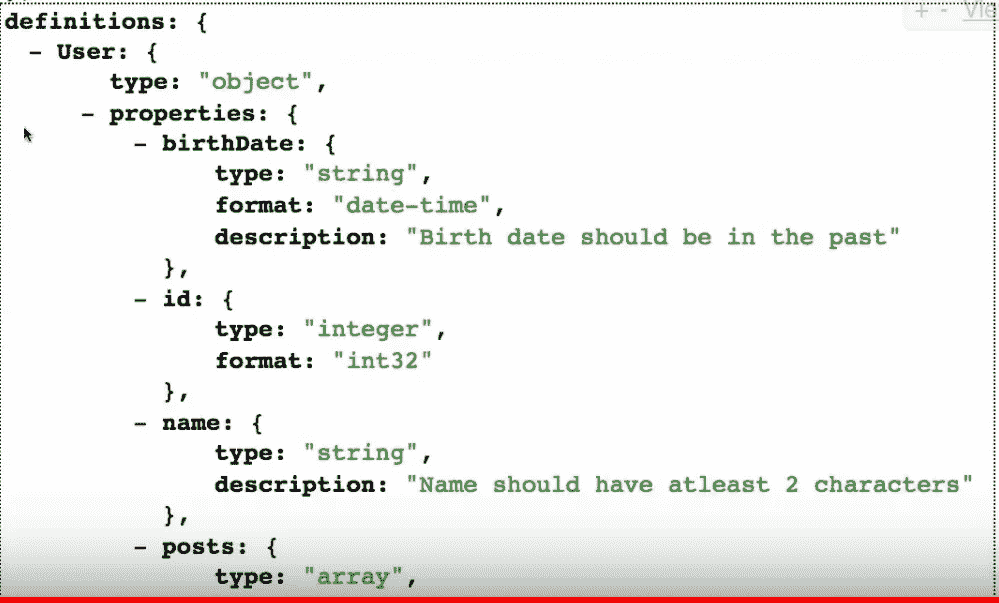 definitions: {
- User: {
type: "object",
- properties: {
- birthDate: {
type: "string",
format: "date-time",
description: "Birth date should be in the past"
},
- id: {
type: "integer",
format: "int32"
},
- name: {
type: "string",
description: "Name should have atleast 2 characters"
},
- posts: {
type: "array",